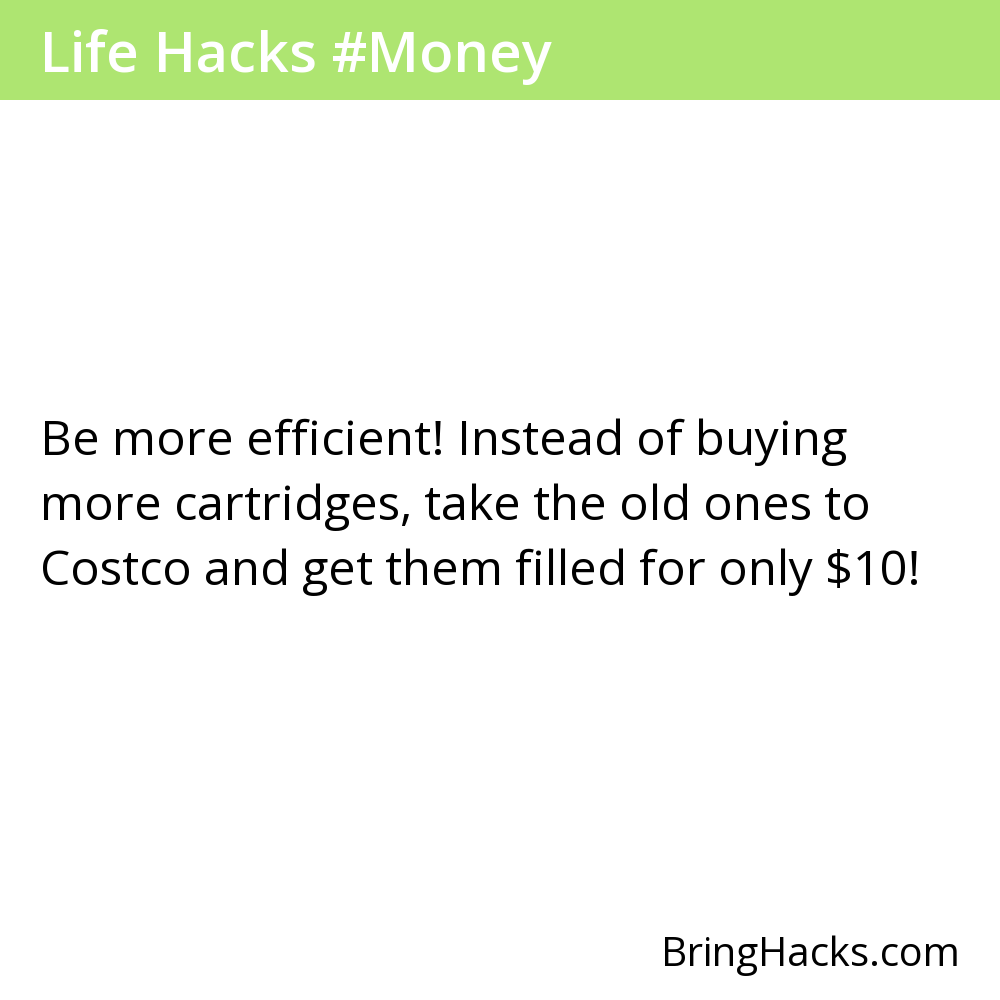 Life Hacks #Money
Be more efficient! Instead of buying
more cartridges, take the old ones to
Costco and get them filled for only $10!
BringHacks.com